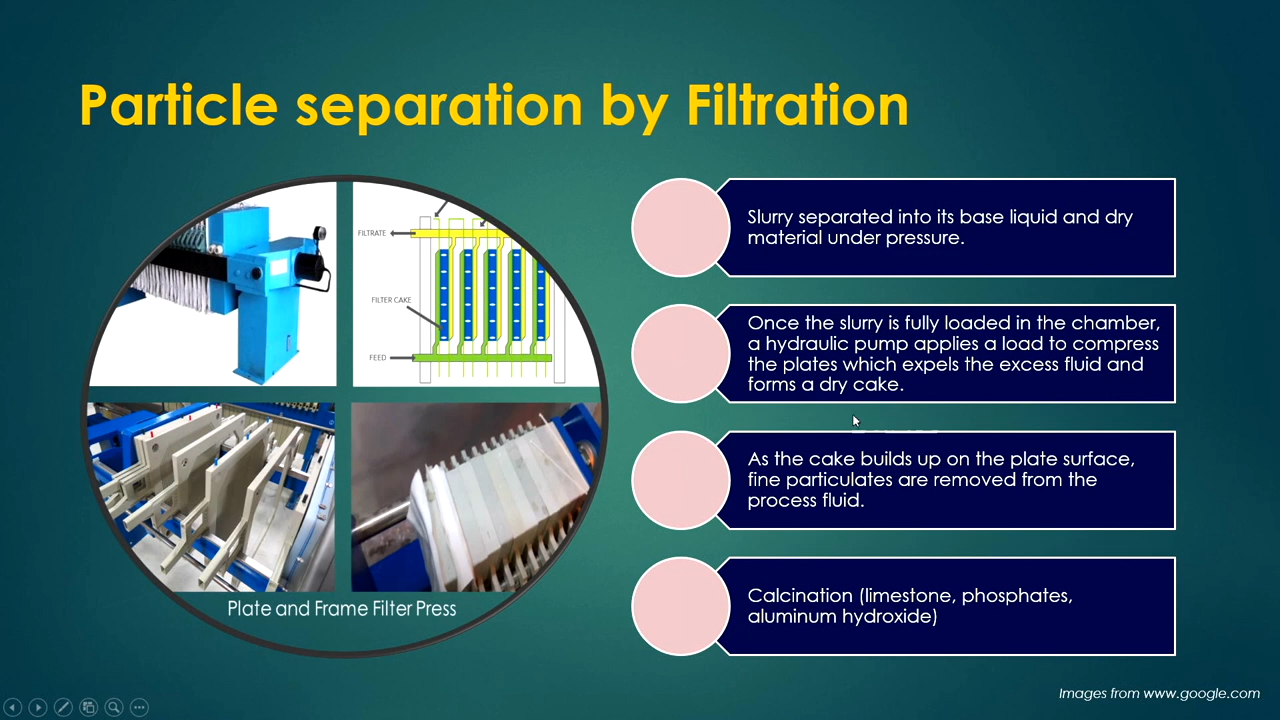 Particle separation by Filtration
FILTRATE
FILTER CAKE
FEED
Plate and Frame Filter Press
Slurry separated into its base liquid and dry
material under pressure.
Once the slurry is fully loaded in the chamber,
a hydraulic pump applies a load to compress
the plates which expels the excess fluid and
forms a dry cake.
As the cake builds up on the plate surface,
fine particulates are removed from the
process fluid.
Calcination (limestone, phosphates,
aluminum hydroxide)
Images from www.google.com